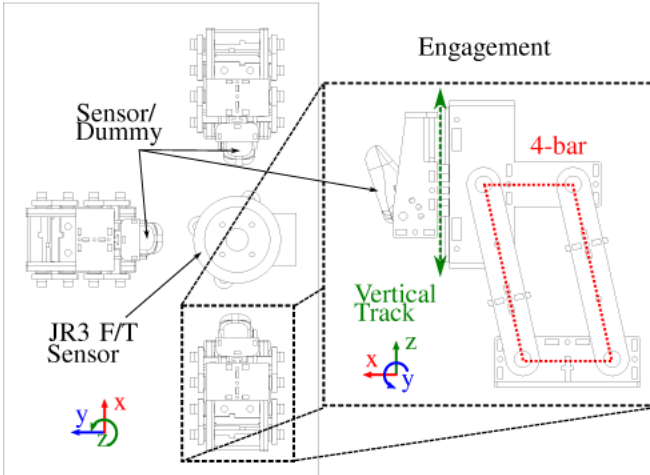 Engagement
Sensor/
Dummy
4-bar
Vertical
Track
JR3 F/T
Sensor
z
x
y
x
y
z